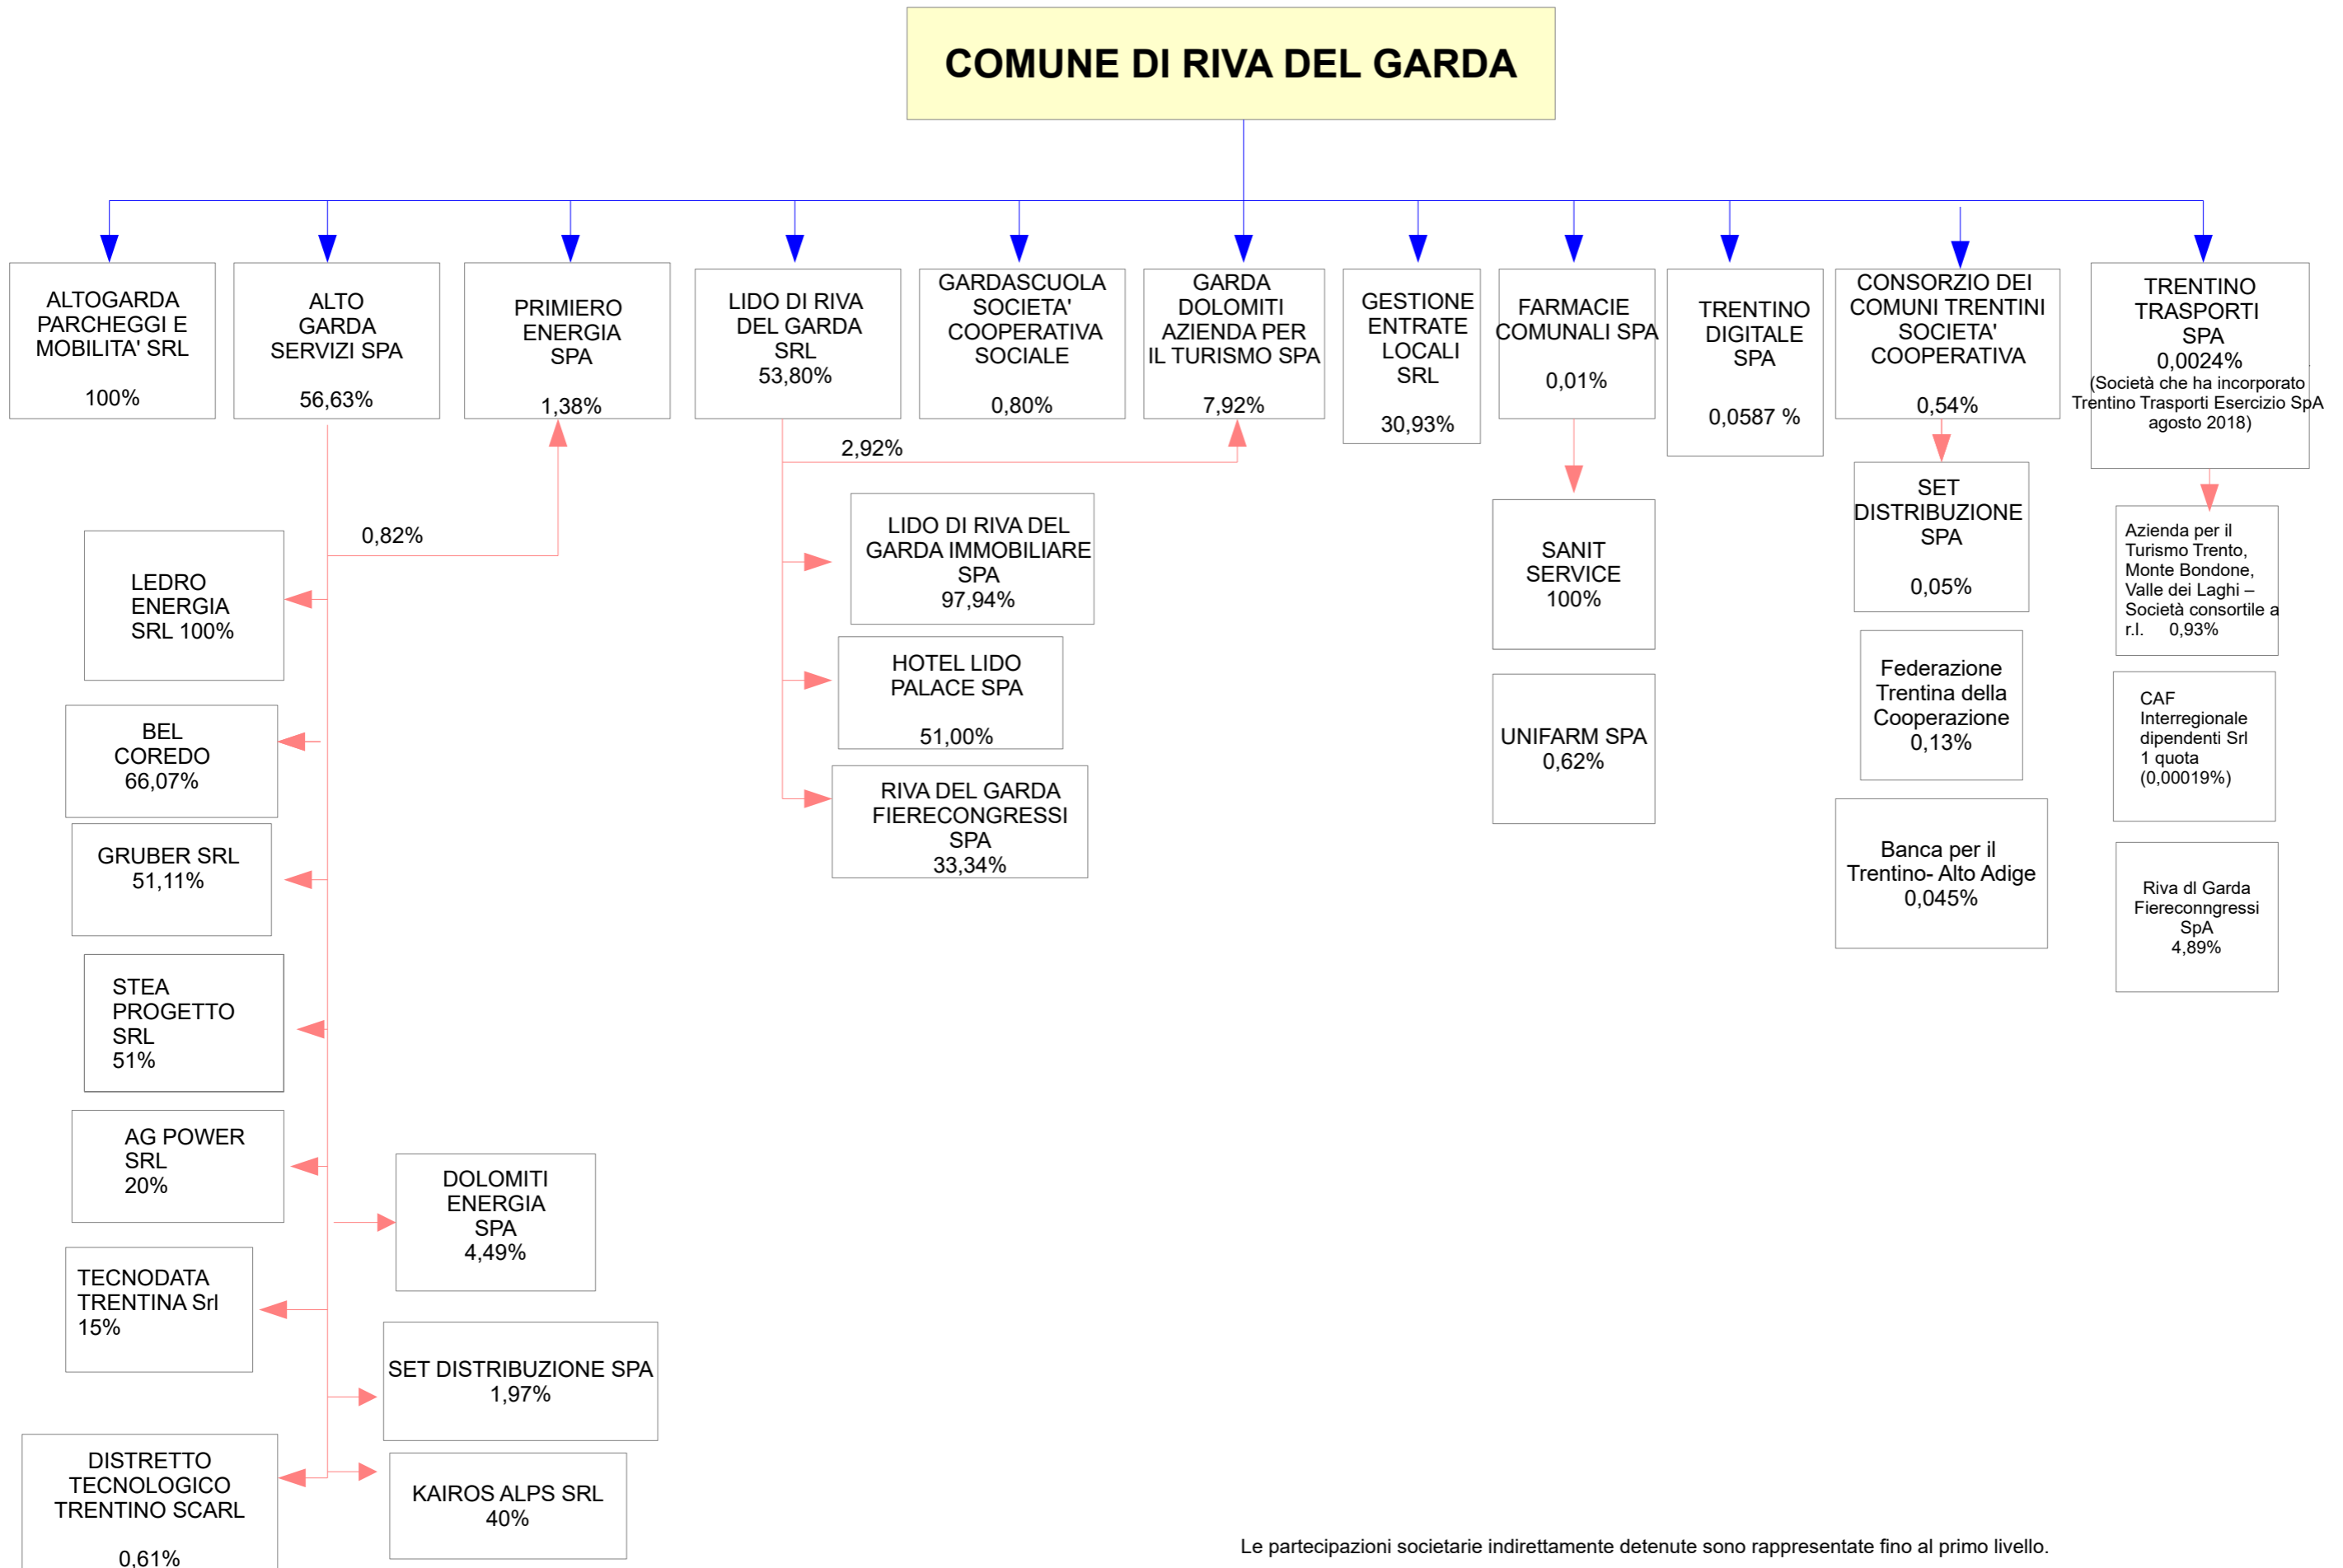 COMUNE DI RIVA DEL GARDA
ALTOGARDA
PARCHEGGI E
MOBILITA' SRL
100%
ALTO
GARDA
SERVIZI SPA
56,63%
PRIMIERO
ENERGIA
SPA
1,38%
LIDO DI RIVA
DEL GARDA
SRL
53,80%
GARDASCUOLA
SOCIETA'
COOPERATIVA
SOCIALE
0,80%
GARDA
DOLOMITI
AZIENDA PER
IL TURISMO SPA
7,92%
GESTIONE
ENTRATE
LOCALI
SRL
30,93%
FARMACIE
COMUNALI SPA
0,01%
TRENTINO
DIGITALE
SPA
0,0587 %
CONSORZIO DEI
COMUNI TRENTINI
SOCIETA'
COOPERATIVA
0,54%
TRENTINO
TRASPORTI
SPA
0,0024%
(Società che ha incorporato
Trentino Trasporti Esercizio SpA
agosto 2018)
0,82%
2,92%
LEDRO
ENERGIA
SRL 100%
BEL
COREDO
66,07%
GRUBER SRL
51,11%
STEA
PROGETTO
SRL
51%
AG POWER
SRL
20%
TECNODATA
TRENTINA Srl
15%
DISTRETTO
TECNOLOGICO
TRENTINO SCARL
0,61%
DOLOMITI
ENERGIA
SPA
4,49%
SET DISTRIBUZIONE SPA
1,97%
KAIROS ALPS SRL
40%
LIDO DI RIVA DEL
GARDA IMMOBILIARE
SPA
97,94%
HOTEL LIDO
PALACE SPA
51,00%
RIVA DEL GARDA
FIERECONGRESSI
SPA
33,34%
SANIT
SERVICE
100%
UNIFARM SPA
0,62%
SET
DISTRIBUZIONE
SPA
0,05%
Federazione
Trentina della
Cooperazione
0,13%
Banca per il
Trentino- Alto Adige
0,045%
Azienda per il
Turismo Trento,
Monte Bondone,
Valle dei Laghi –
Società consortile a
r.l. 0,93%
CAF
Interregionale
dipendenti Srl
1 quota
(0,00019%)
Riva dl Garda
Fiereconngressi
SpA
4,89%
Le partecipazioni societarie indirettamente detenute sono rappresentate fino al primo livello.